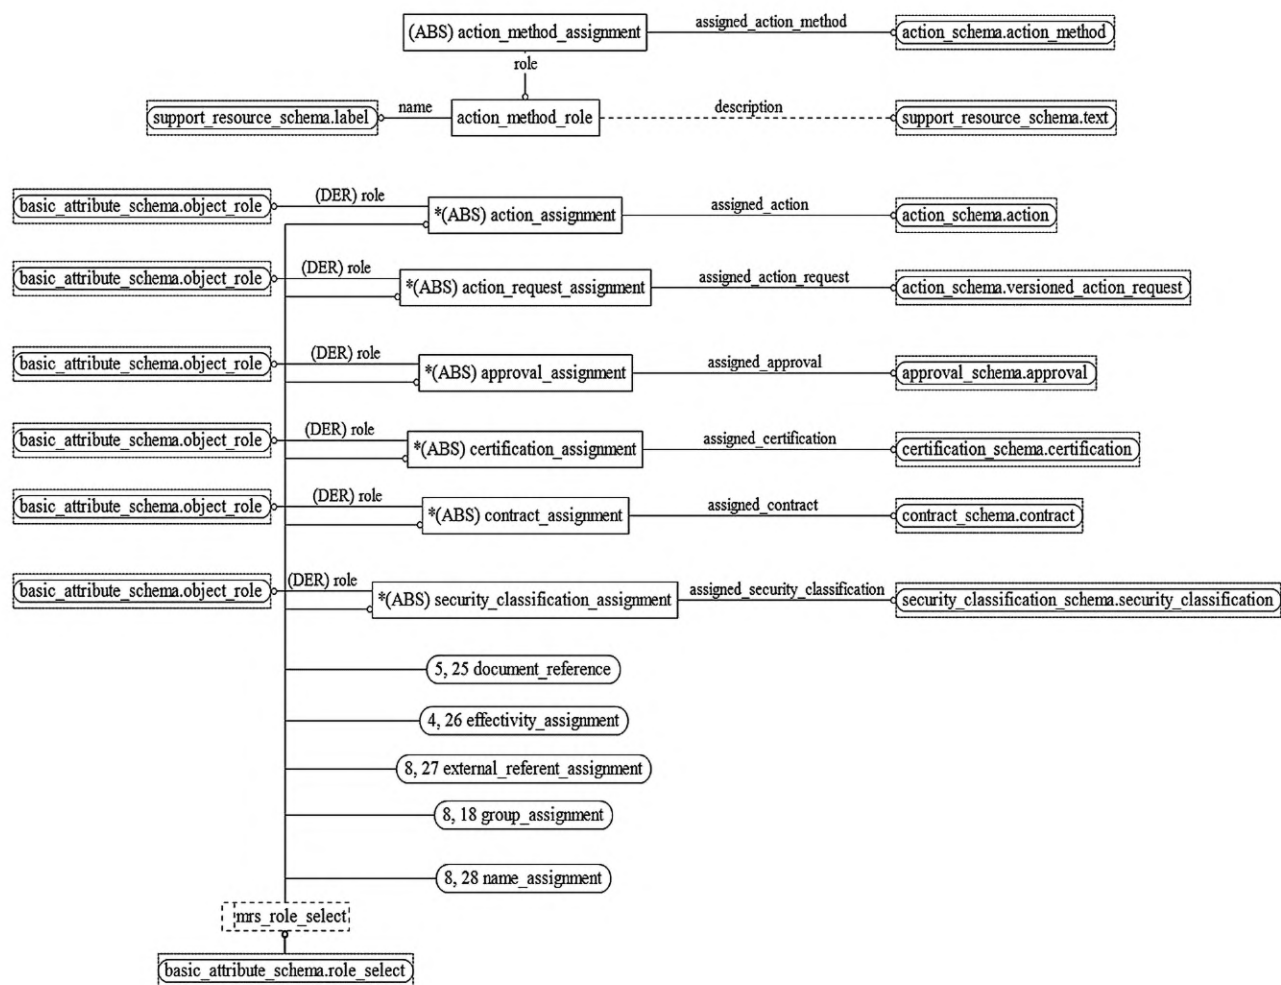 (ABS) action_method_assignment
assigned_action_method
action_schema.action_method
role
support_resource_schema.label
name
action_method_role
description
support_resource_schema.text
basic_attribute_schema.object_role
(DER) role
*(ABS) action_assignment
assigned_action
action_schema.action
basic_attribute_schema.object_role
(DER) role
*(ABS) action_request_assignment
assigned_action_request
action_schema.versioned_action_request
basic_attribute_schema.object_role
(DER) role
*(ABS) approval_assignment
assigned_approval
approval_schema.approval
basic_attribute_schema.object_role
(DER) role
*(ABS) certification_assignment
assigned_certification
certification_schema.certification
basic_attribute_schema.object_role
(DER) role
*(ABS) contract_assignment
assigned_contract
contract_schema.contract
basic_attribute_schema.object_role
(DER) role
*(ABS) security_classification_assignment
assigned_security_classification
security_classification_schema.security_classification
5, 25 document_reference
4, 26 effectivity_assignment
8, 27 external_referent_assignment
8, 18 group_assignment
8, 28 name_assignment
mrs_role_select
basic_attribute_schema.role_select